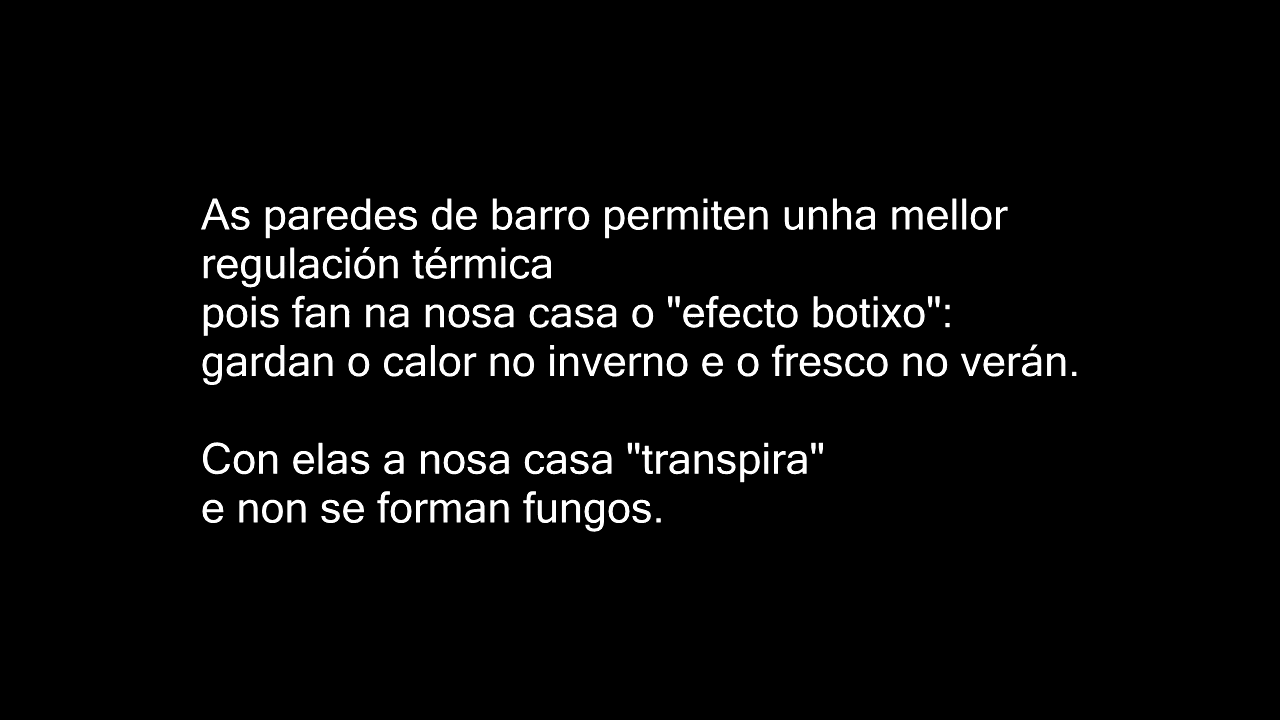 As paredes de barro permiten unha mellor
regulación térmica
pois fan na nosa casa o "efecto botixo":
gardan o calor no inverno e o fresco no verán.
Con elas a nosa casa "transpira"
e non se forman fungos.